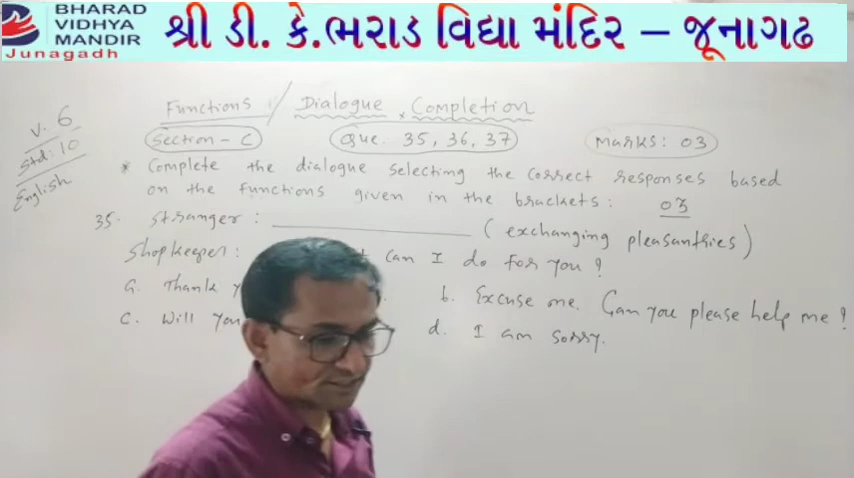 BHARAD
VIDHYA
MANDIR
Junagadh
શ્રી ડી. કે.ભરાડ વિદ્યા મંદિર – જૂનાગઢ
V. 6
Std: 10
English
Functions : / Dialogue Completion
Section - C Que. 35, 36, 37 Marks: 03
* Complete the dialogue selecting the correct responses based
on the functions given in the brackets: 03
35. Stranger : ____________ ( exchanging pleasantries )
Shopkeeper : can I do for you ?
a. Thank b. Excuse me. Can you please help me ?
c. Will you d. I am sorry.